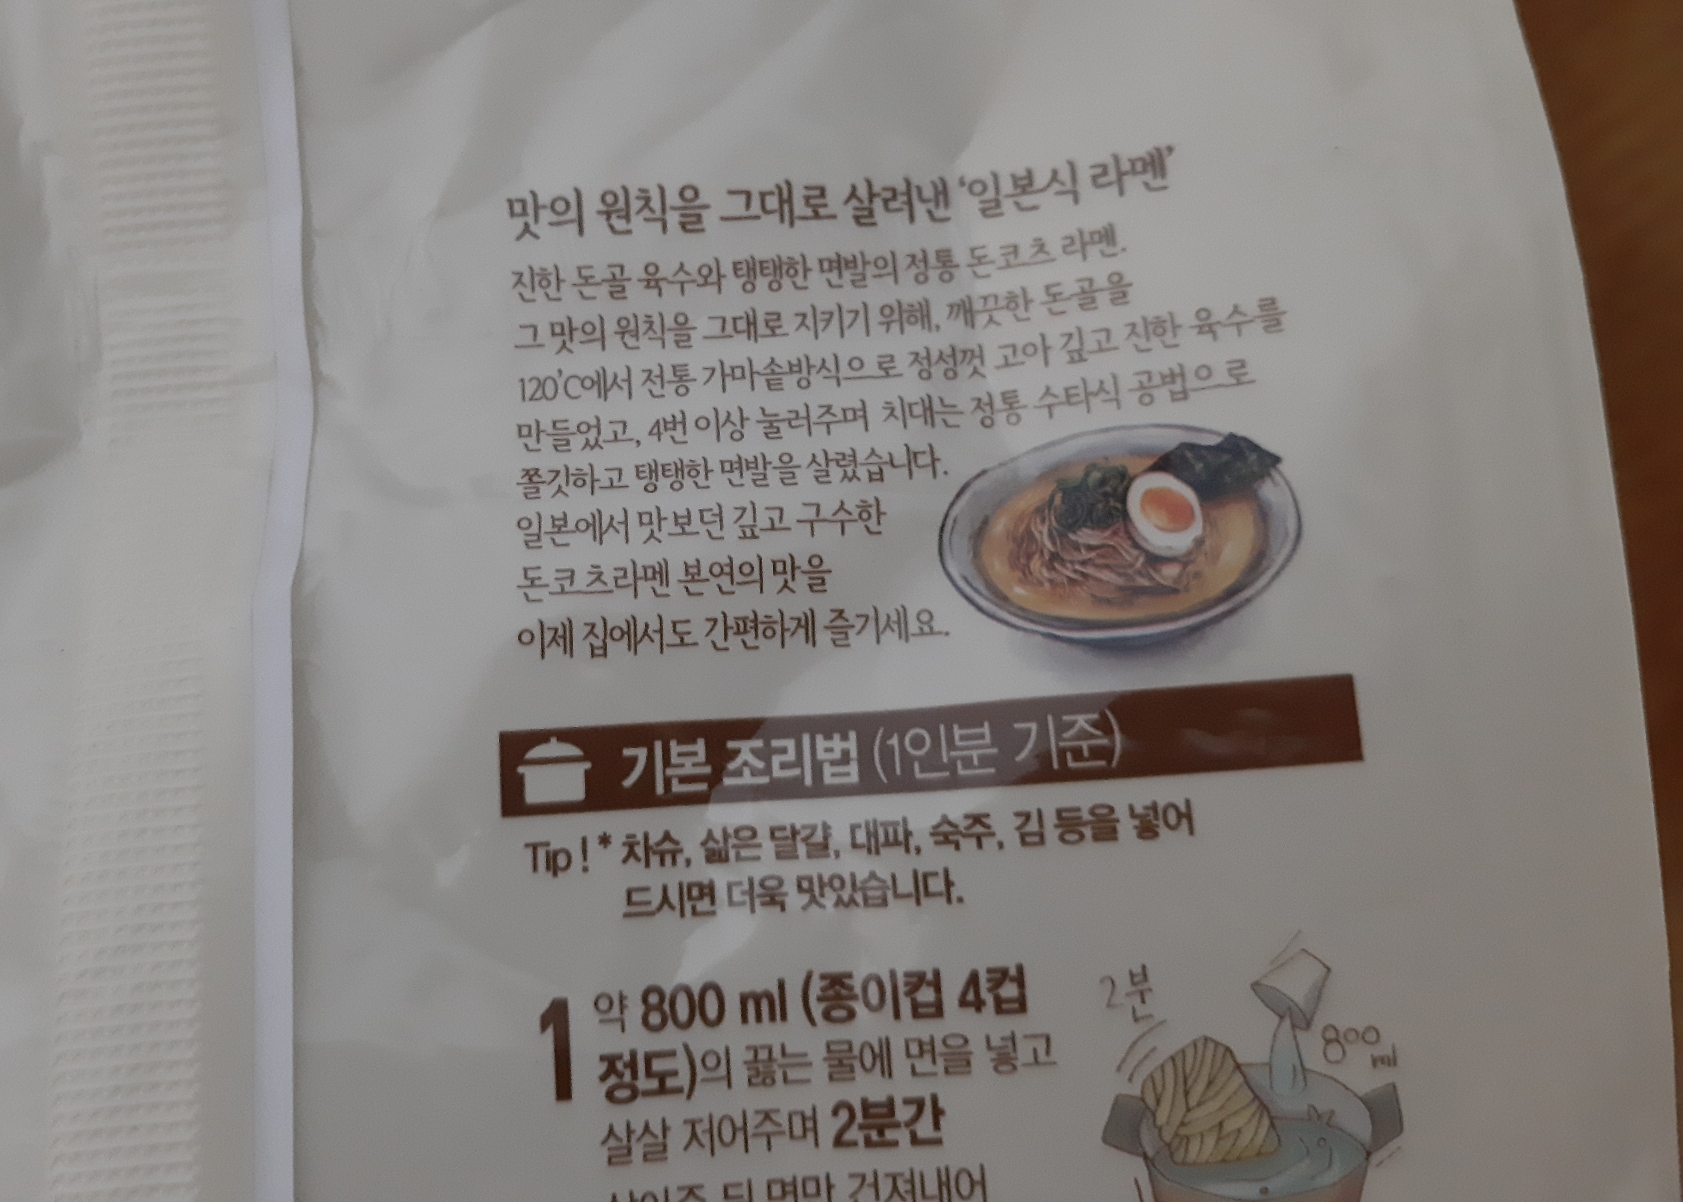 맛의 원칙을 그대로 살려낸 '일본식 라멘'
진한 돈골 육수와 탱탱한 면발의 정통 돈코츠 라멘.
그 맛의 원칙을 그대로 지키기 위해, 깨끗한 돈골을
120℃에서 전통 가마솥방식으로 정성껏 고아 깊고 진한 육수를
만들었고, 4번 이상 눌러주며 치대는 정통 수타식 공법으로
쫄깃하고 탱탱한 면발을 살렸습니다.
일본에서 맛보던 깊고 구수한
돈코츠라멘 본연의 맛을
이제 집에서도 간편하게 즐기세요.
기본 조리법 (1인분 기준)
Tip ! * 차슈, 삶은 달걀, 대파, 숙주, 김 등을 넣어
드시면 더욱 맛있습니다.
1 약 800 ml (종이컵 4컵
정도)의 끓는 물에 면을 넣고
살살 저어주며 2분간
삶아준 뒤 면만 건져내어
2분
800 ml